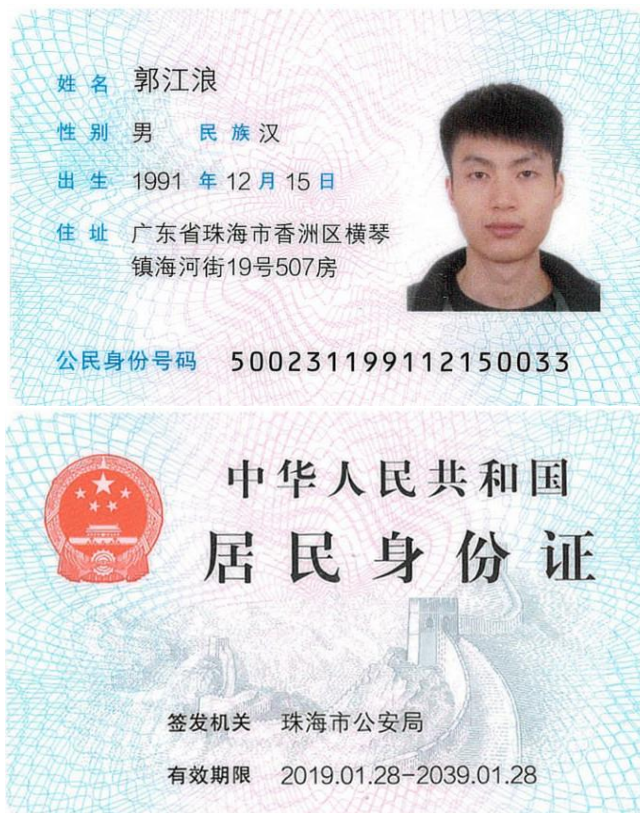 姓名 郭江浪
性别 男 民族 汉
出生 1991 年 12 月 15 日
住址 广东省珠海市香洲区横琴
镇海河街19号507房
公民身份号码 500231199112150033
中华人民共和国
居民身份证
签发机关 珠海市公安局
有效期限 2019.01.28-2039.01.28